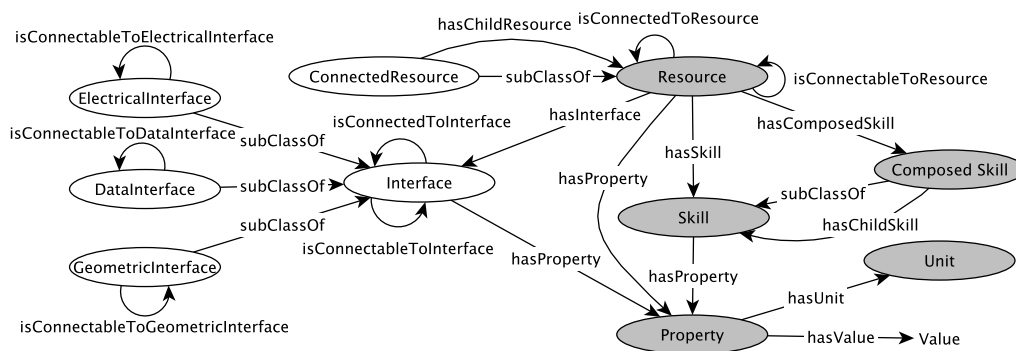 hasChildResource
isConnectedToResource
isConnectableToElectricalInterface
ConnectedResource
subClassOf
Resource
isConnectableToResource
ElectricalInterface
hasInterface
isConnectedToInterface
hasComposedSkill
isConnectableToDataInterface
subClassOf
hasSkill
DataInterface
subClassOf
Interface
hasProperty
Composed Skill
subClassOf
Skill
subClassOf
hasChildSkill
isConnectableToInterface
GeometricInterface
hasProperty
hasProperty
Unit
hasUnit
isConnectableToGeometricInterface
Property
hasValue
Value